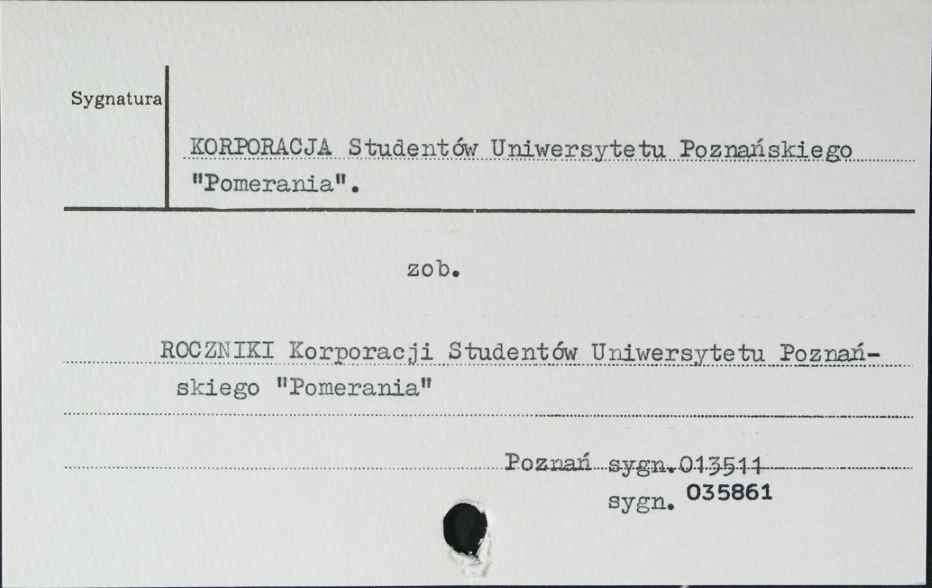 Sygnatura
KORPORACJA Studentów Uniwersytetu Poznańskiego
"Pomerania".
zob.
ROCZNIKI Korporacji Studentów Uniwersytetu Poznań-
skiego "Pomerania"
Poznań sygn.013511
sygn. 035861